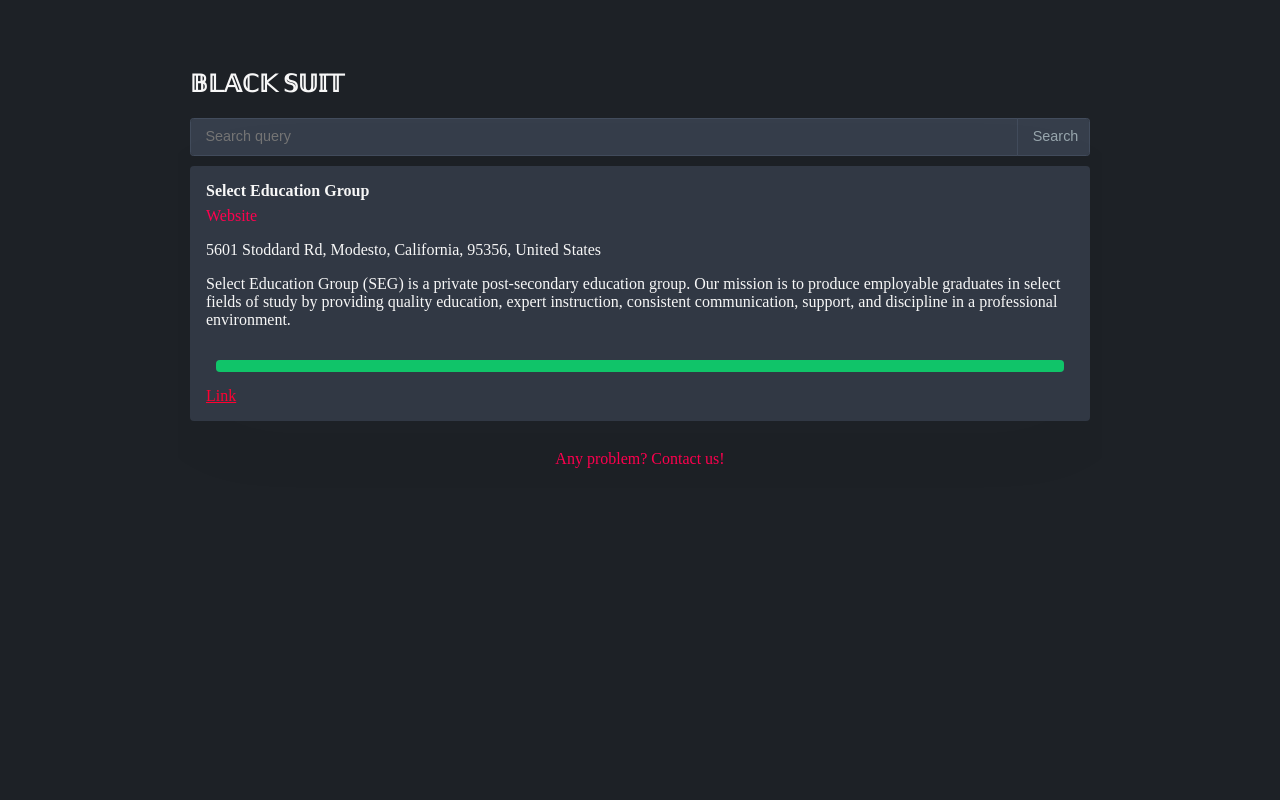 𝔹𝕃𝔸ℂ𝕂 𝕊𝕌𝕀𝕋
Search query
Search
Select Education Group
Website
5601 Stoddard Rd, Modesto, California, 95356, United States
Select Education Group (SEG) is a private post-secondary education group. Our mission is to produce employable graduates in select
fields of study by providing quality education, expert instruction, consistent communication, support, and discipline in a professional
environment.
Link
Any problem? Contact us!